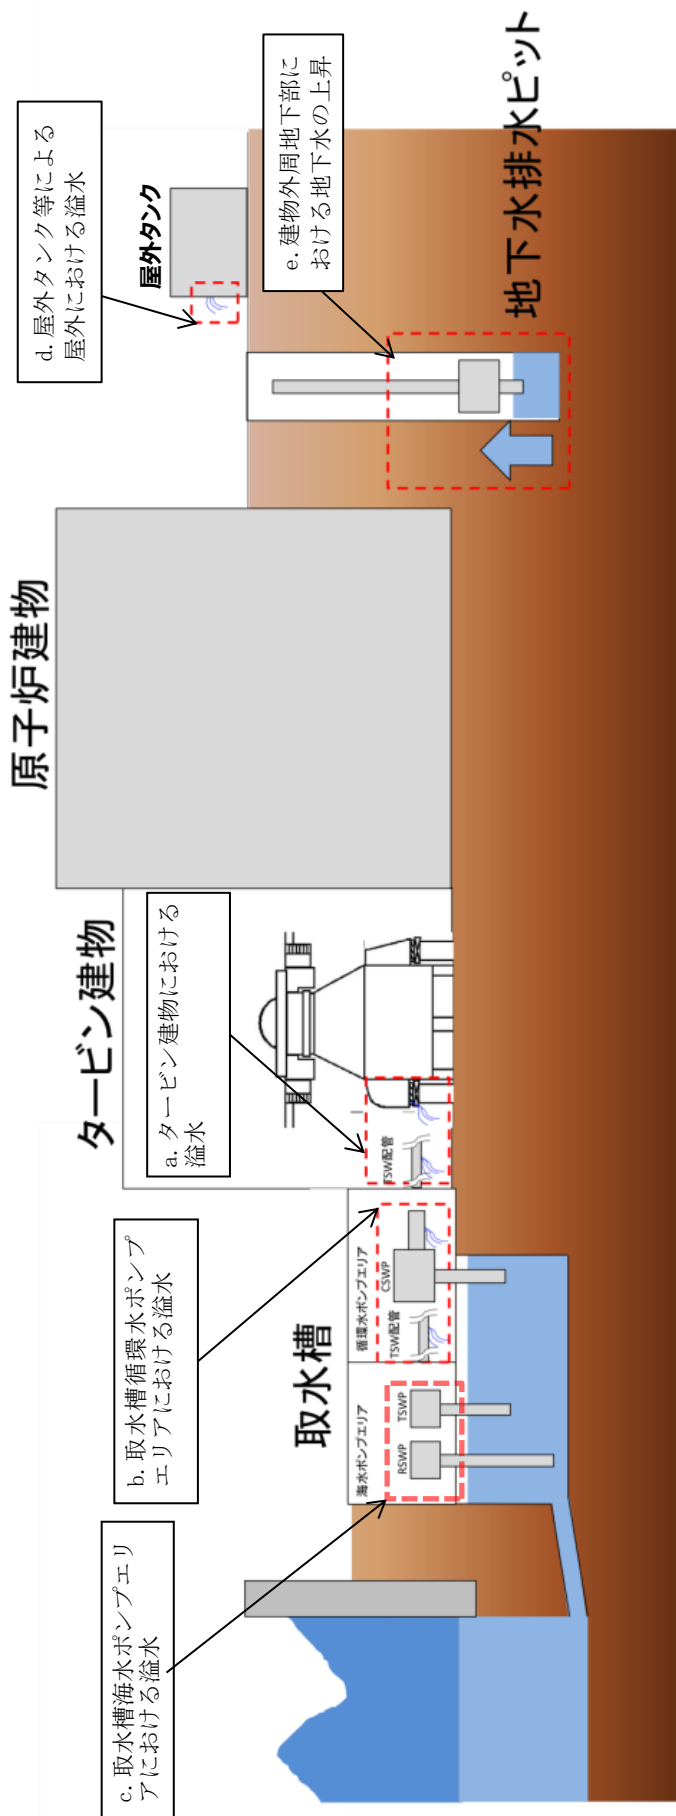 c. 取水槽海水ポンプエリ
アにおける溢水
b. 取水槽循環水ポンプ
エリアにおける溢水
a. タービン建物における
溢水
d. 屋外タンク等による
屋外における溢水
e. 建物外周地下部に
おける地下水の上昇
取水槽
タービン建物
原子炉建物
屋外タンク
地下水排水ピット
海水ポンプエリア
RSWP
TSWP
循環水ポンプエリア
TSW配管
CSWP
TSW配管